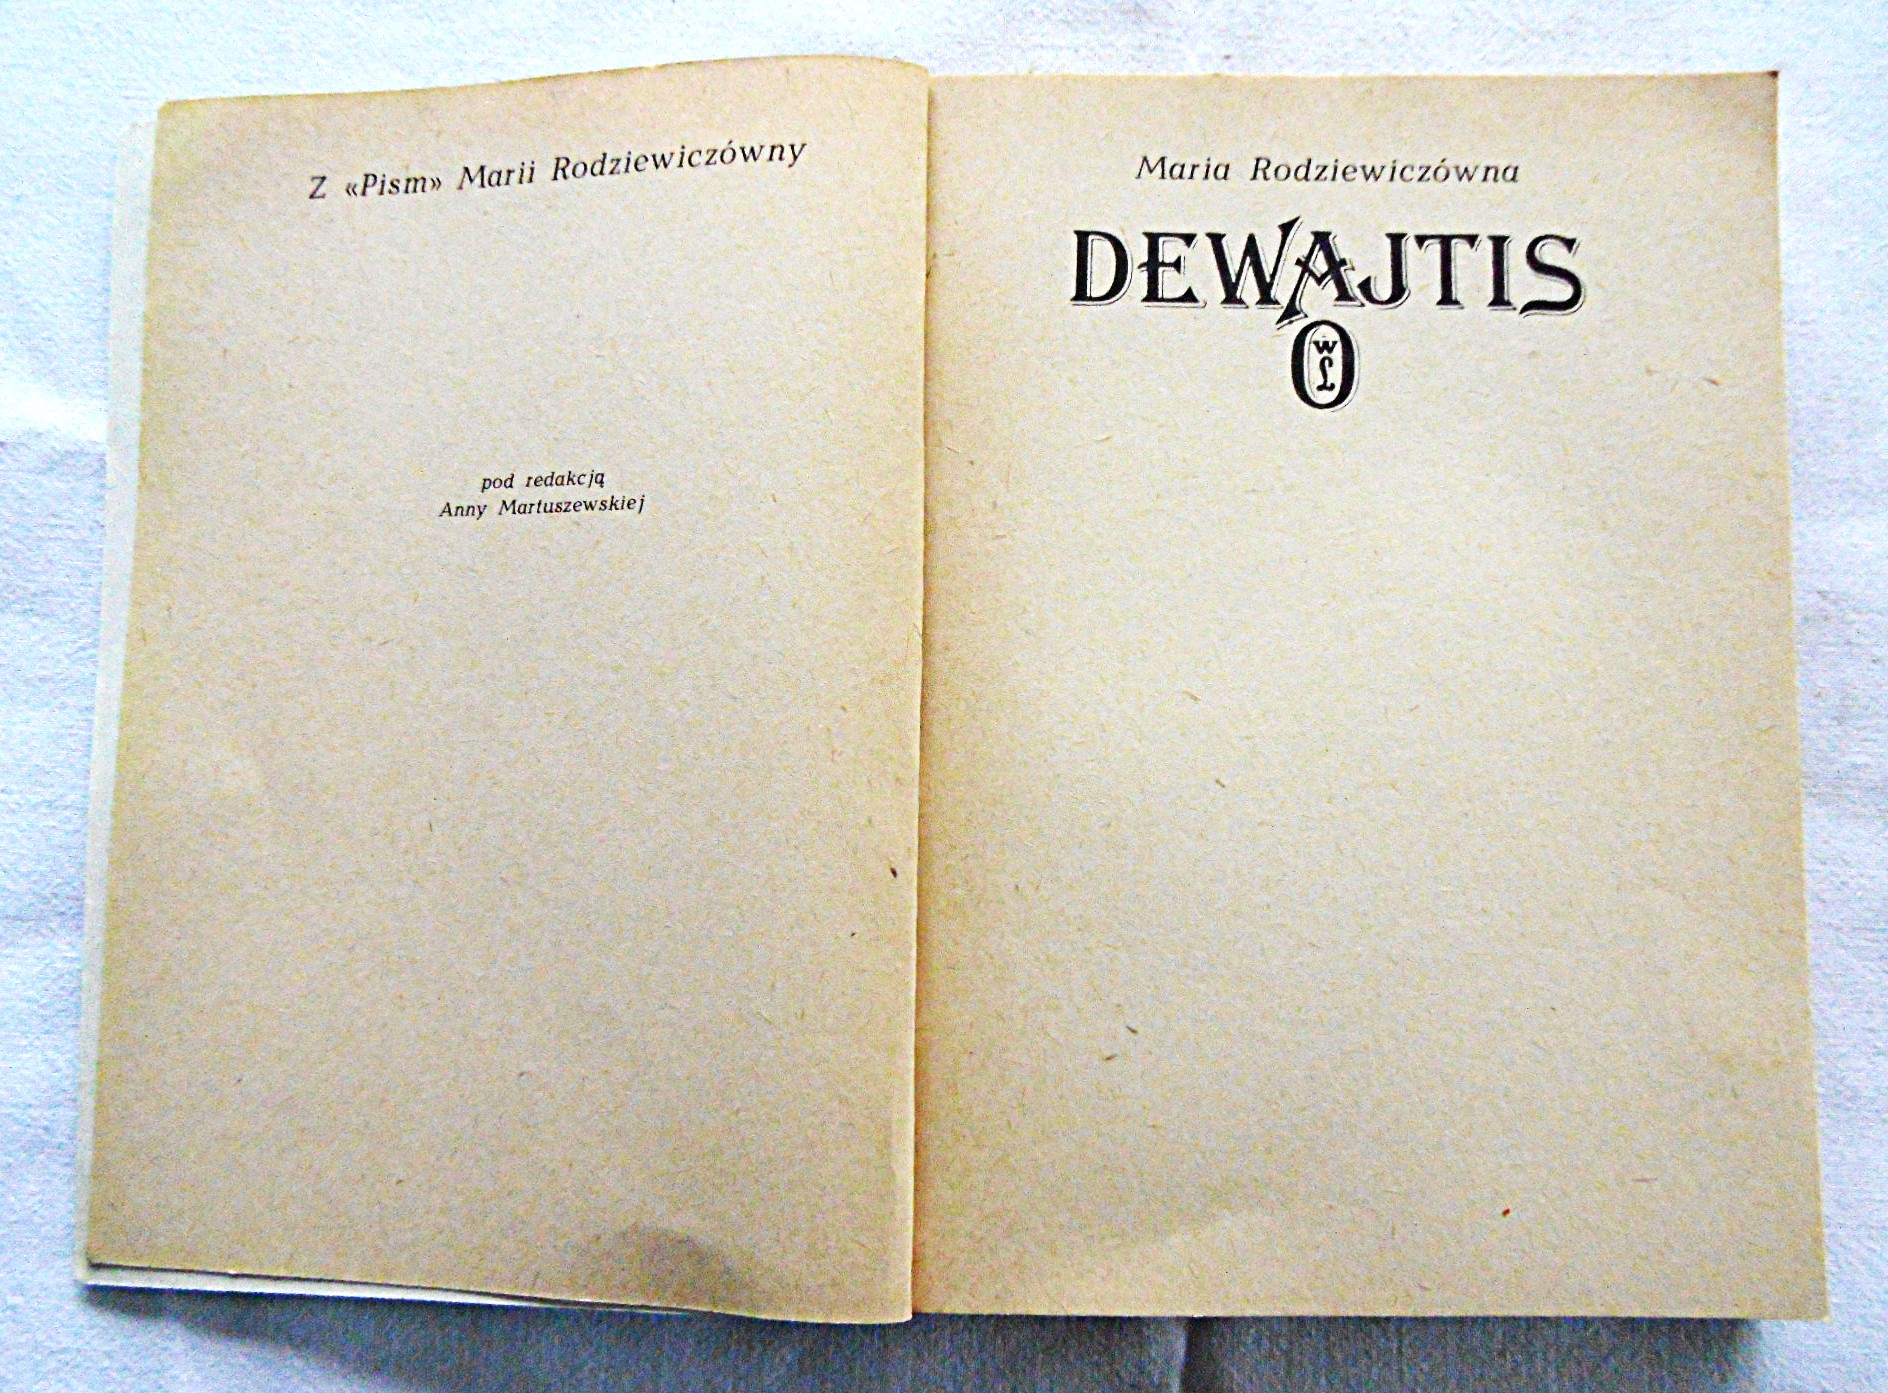 Z «Pism» Marii Rodziewiczówny
pod redakcją
Anny Martuszewskiej
Maria Rodziewiczówna
DEWAJTIS
W
O
Ł